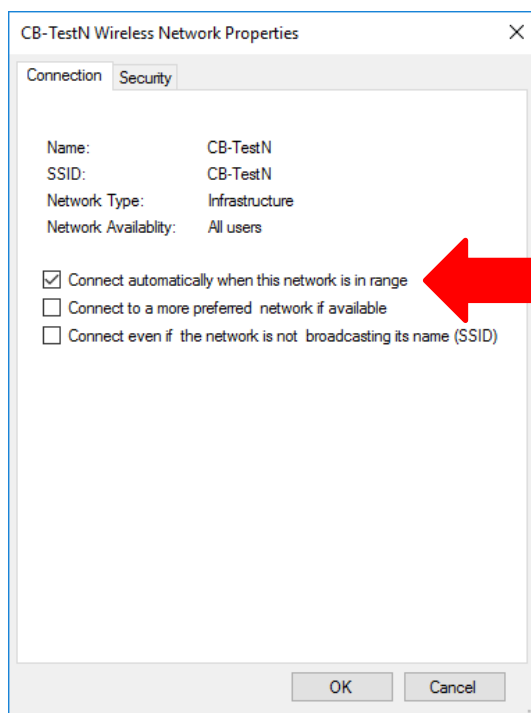 CB-TestN Wireless Network Properties
Connection Security
Name: CB-TestN
SSID: CB-TestN
Network Type: Infrastructure
Network Availablity: All users
Connect automatically when this network is in range
Connect to a more preferred network if available
Connect even if the network is not broadcasting its name (SSID)
OK Cancel